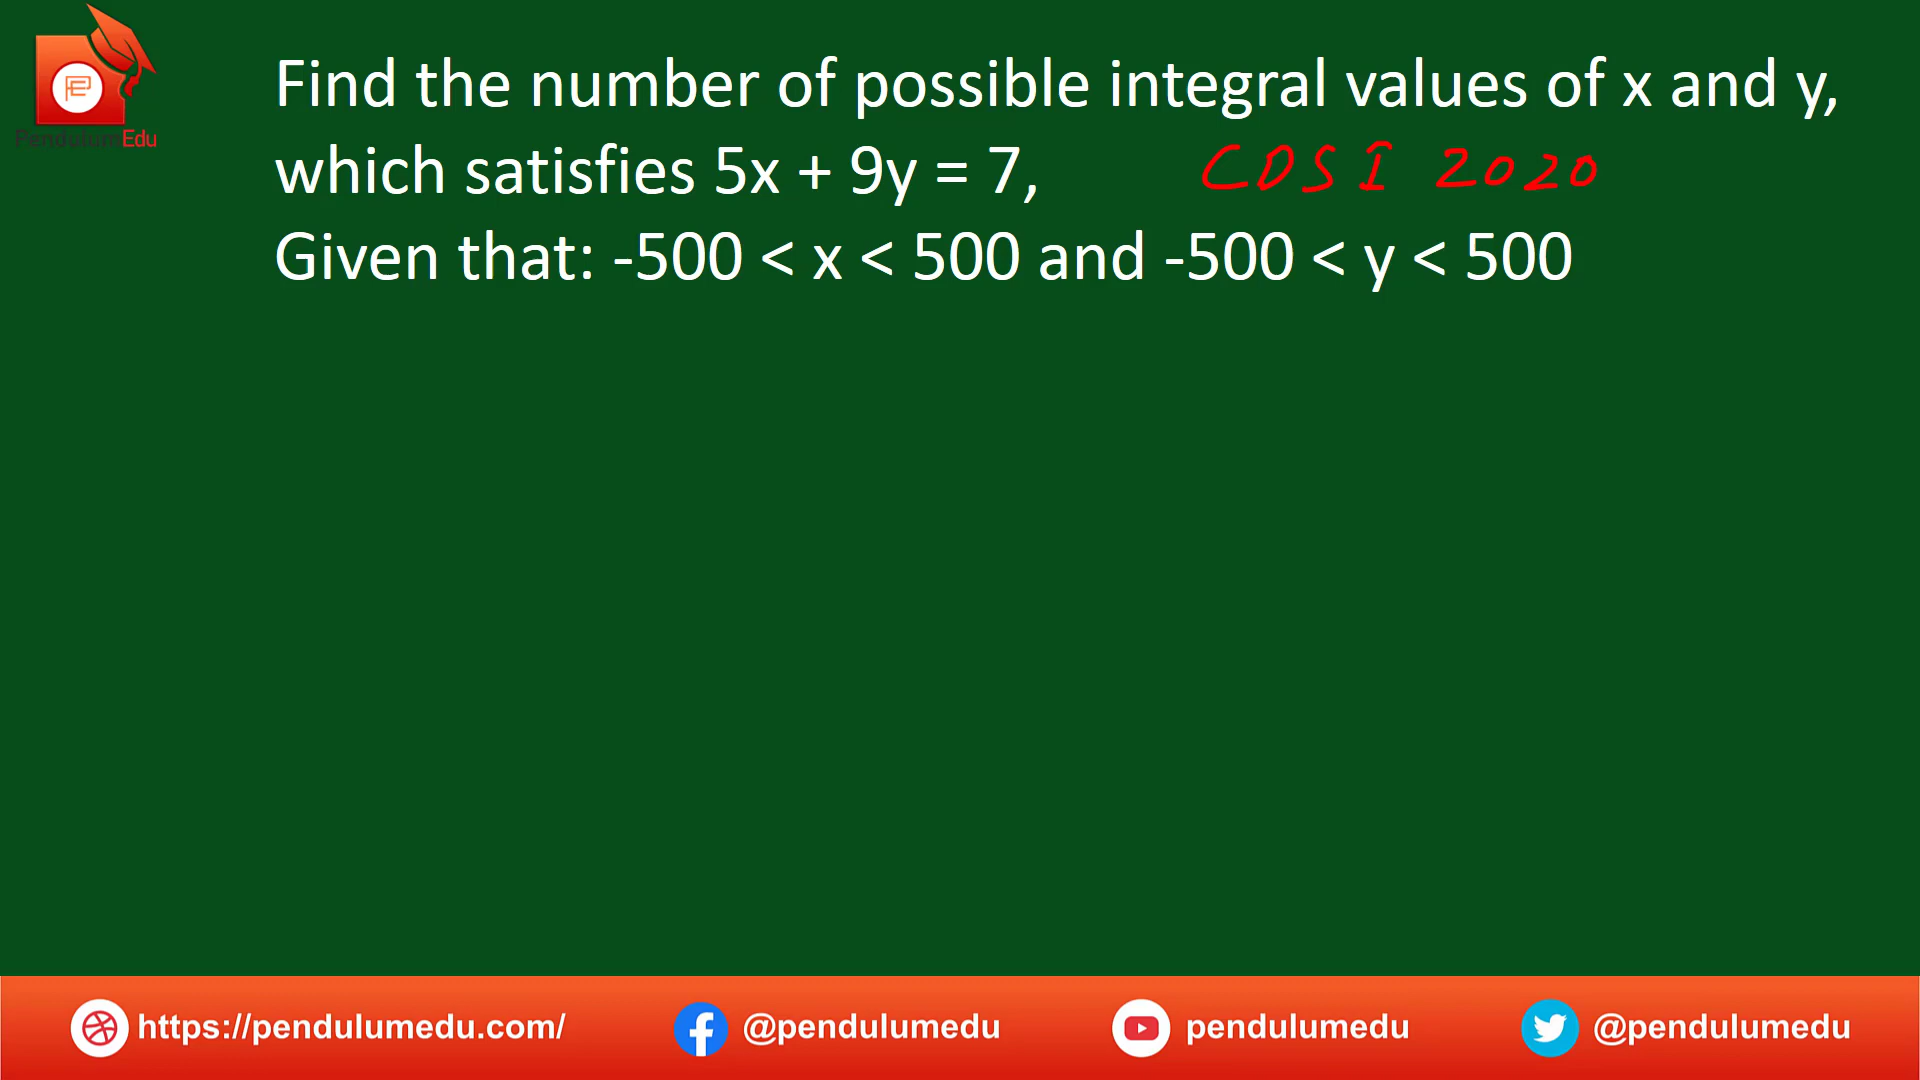 PendulumEdu
Find the number of possible integral values of x and y,
which satisfies 5x + 9y = 7,
CDS I 2020
Given that: -500 < x < 500 and -500 < y < 500
https://pendulumedu.com/
@pendulumedu
pendulumedu
@pendulumedu